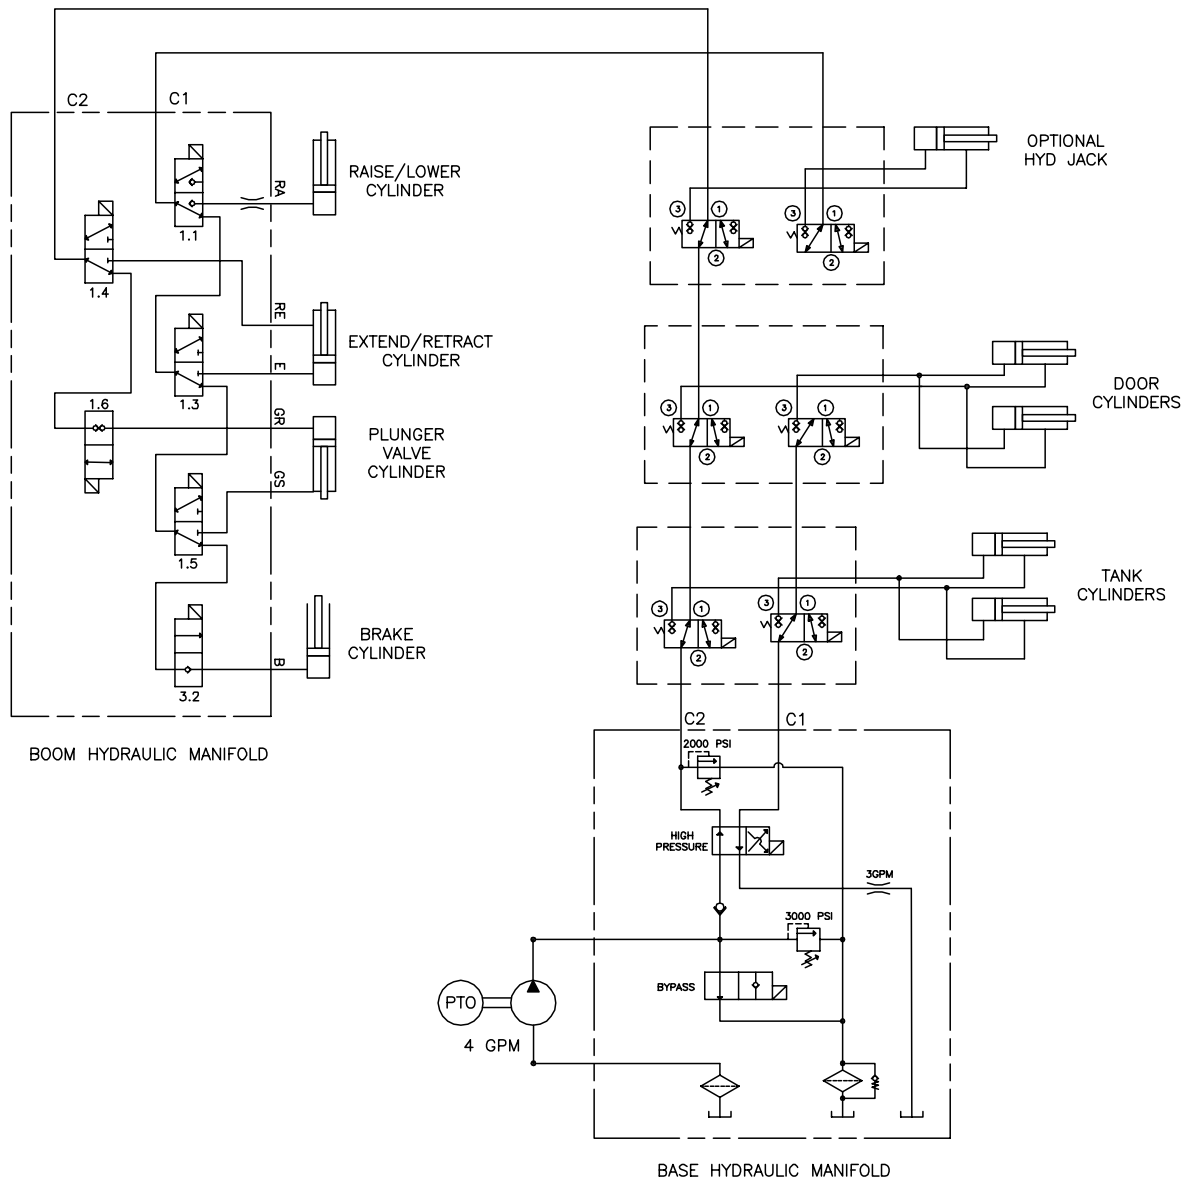 C2
C1
RA
RAISE/LOWER
CYLINDER
1.1
1.4
RE
EXTEND/RETRACT
CYLINDER
E
1.3
1.6
GR
PLUNGER
VALVE
CYLINDER
GS
1.5
BRAKE
CYLINDER
B
3.2
BOOM HYDRAULIC MANIFOLD
OPTIONAL
HYD JACK
3
1
2
3
1
2
DOOR
CYLINDERS
3
1
2
3
1
2
TANK
CYLINDERS
3
1
2
3
1
2
C2
C1
2000 PSI
HIGH
PRESSURE
3GPM
3000 PSI
BYPASS
PTO
4 GPM
BASE HYDRAULIC MANIFOLD